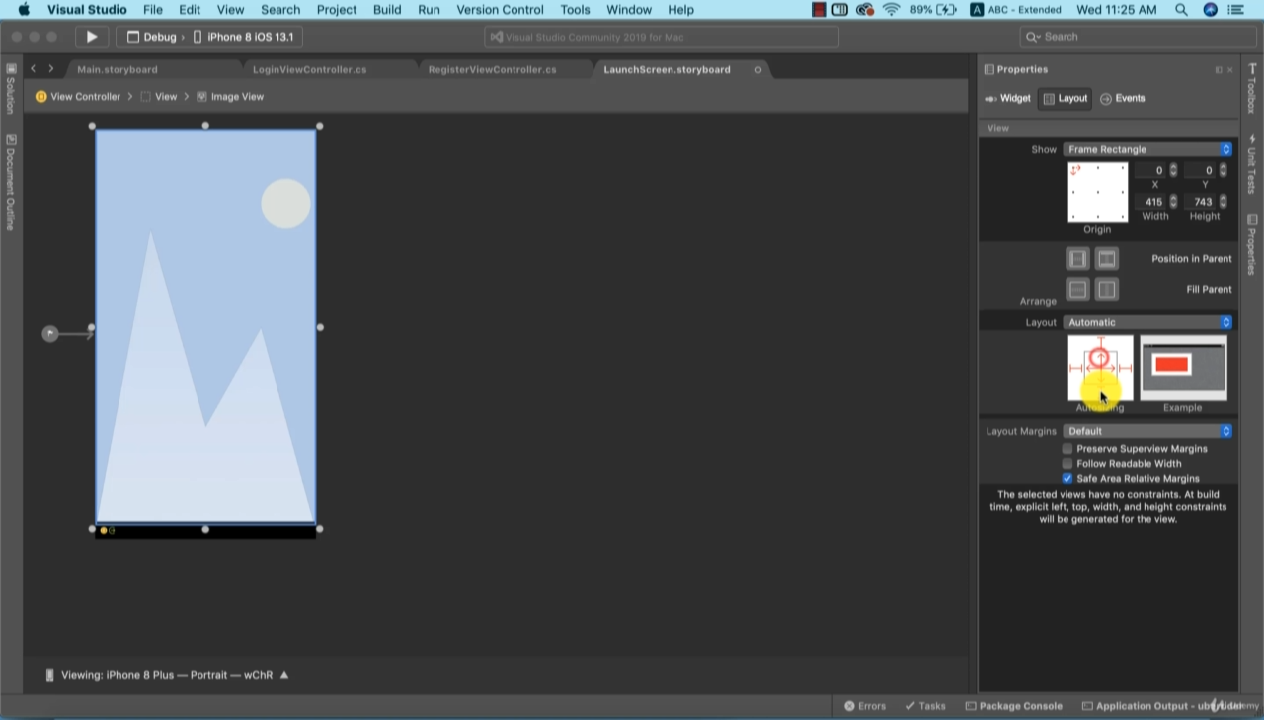 Visual Studio File Edit View Search Project Build Run Version Control Tools Window Help 89% A ABC - Extended Wed 11:25 AM
Debug › iPhone 8 iOS 13.1 Visual Studio Community 2019 for Mac Search
Main.storyboard LoginViewController.cs RegisterViewController.cs LaunchScreen.storyboard
View Controller > View > Image View
Solution
Document Outline
Viewing: iPhone 8 Plus — Portrait — wChR
Properties
Widget Layout Events
View
Show Frame Rectangle
0 0
X Y
415 743
Width Height
Origin
Position in Parent
Fill Parent
Arrange
Layout Automatic
Autosizing Example
Layout Margins Default
Preserve Superview Margins
Follow Readable Width
Safe Area Relative Margins
The selected views have no constraints. At build
time, explicit left, top, width, and height constraints
will be generated for the view.
Toolbox
Unit Tests
Properties
Errors Tasks Package Console Application Output -